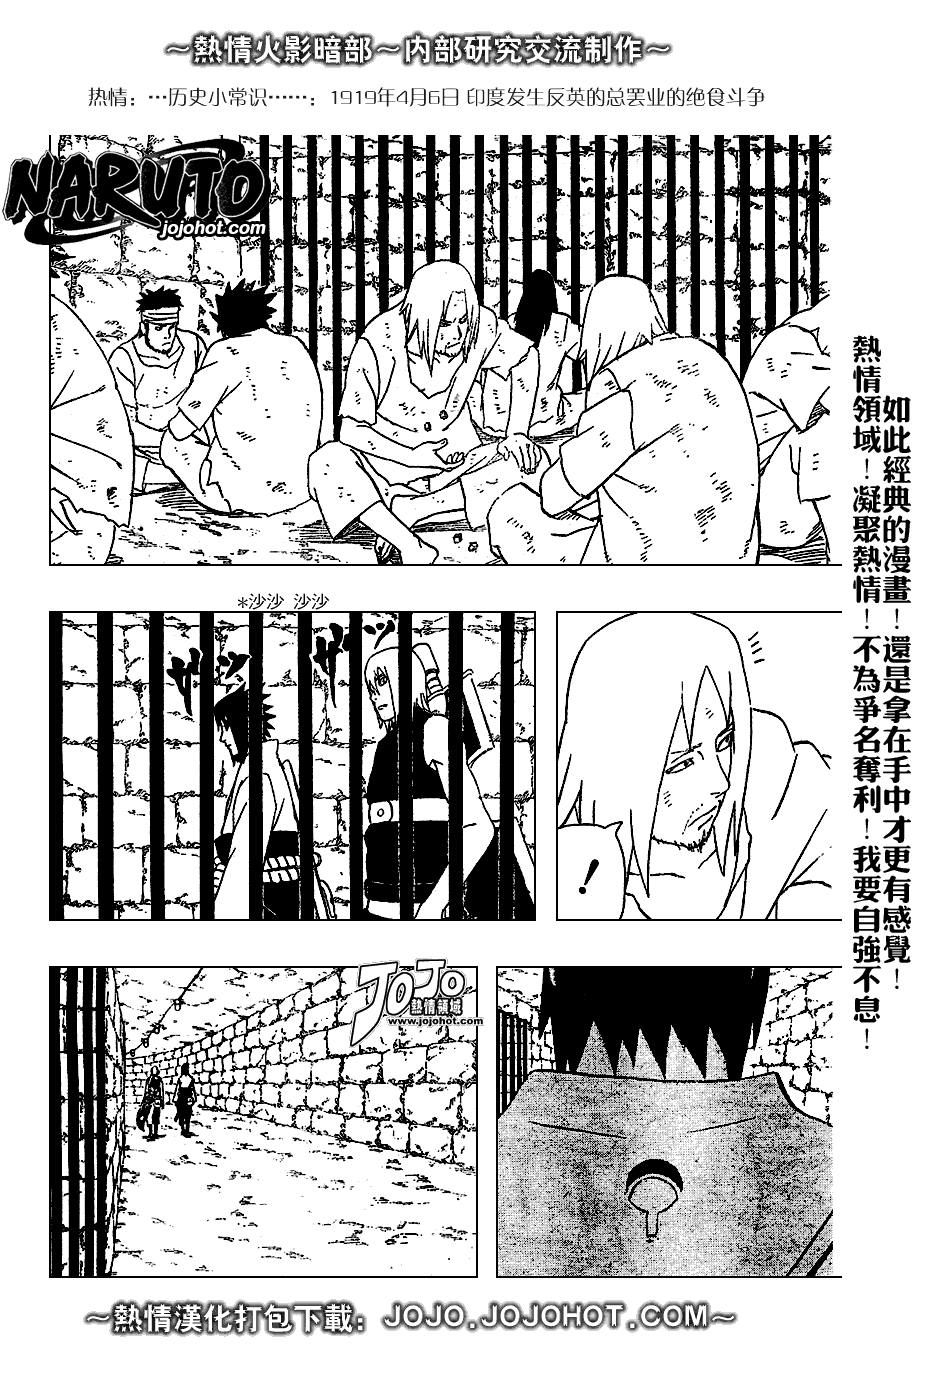 ～熱情火影暗部～内部研究交流制作～
热情：…历史小常识……：1919年4月6日 印度发生反英的总罢业的绝食斗争
NARUTO
jojohot.com
如此經典的漫畫！還是拿在手中才更有感覺！
熱情領域！凝聚熱情！不為爭名奪利！我要自強不息！
*沙沙 沙沙
ザッ
ザッ
！
JOJO
熱情領域
www.jojohot.com
～熱情漢化打包下載：JOJO.JOJOHOT.COM～